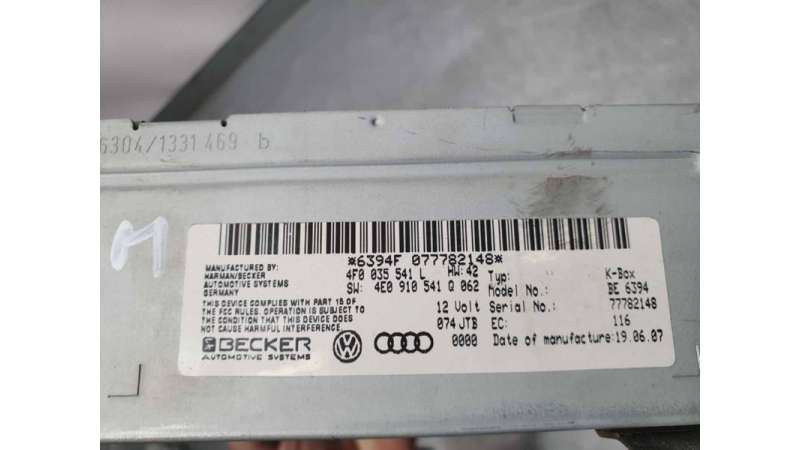 6304/1331 469 b
M
*6394F 077782148*
MANUFACTURED BY:
HARMAN/BECKER
AUTOMOTIVE SYSTEMS
GERMANY
4F0 035 541 L HW: 42
SW: 4E0 910 541 Q 062
THIS DEVICE COMPLIES WITH PART 15 OF
THE FCC RULES. OPERATION IS SUBJECT TO
THE CONDITION THAT THIS DEVICE DOES
NOT CAUSE HARMFUL INTERFERENCE.
12 Volt
074 JTB
0000
Typ: K-Box
Model No.: BE 6394
Serial No.: 77782148
EC: 116
Date of manufacture: 19.06.07
BECKER
AUTOMOTIVE SYSTEMS